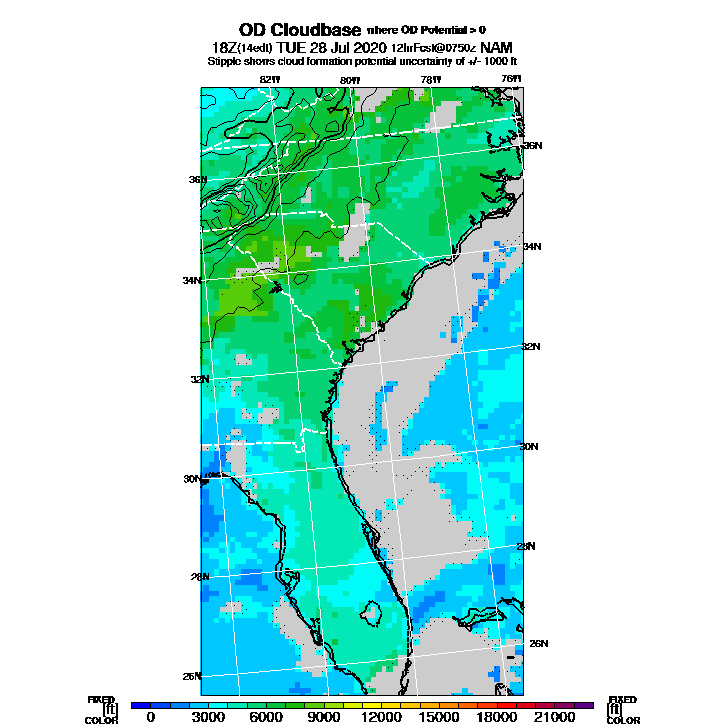 OD Cloudbase where OD Potential > 0
18Z(14edt) TUE 28 Jul 2020 12hrFcst@0750z NAM
Stipple shows cloud formation potential uncertainty of +/- 1000 ft
82W 80W 78W 76W
36N 36N
34N 34N
32N 32N
30N 30N
28N 28N
26N 26N
FIXED FIXED
[ft] 0 3000 6000 9000 12000 15000 18000 21000 [ft]
COLOR COLOR